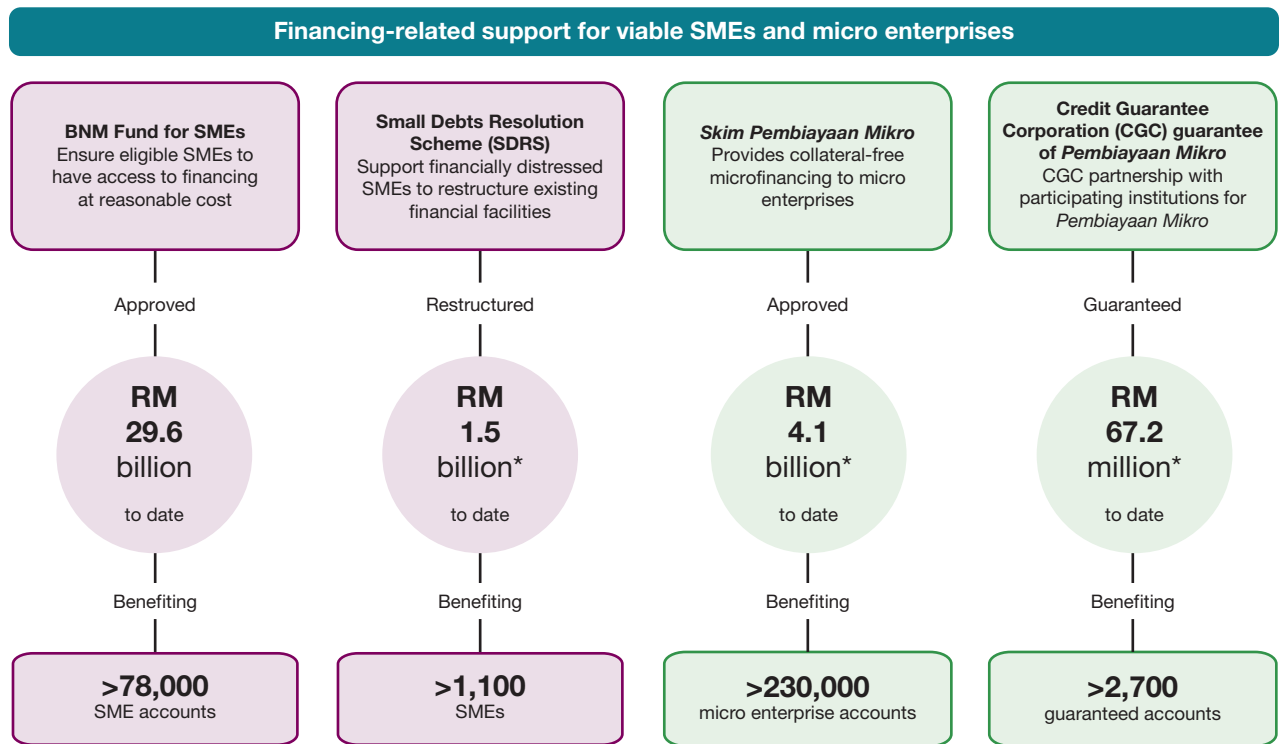 Financing-related support for viable SMEs and micro enterprises
BNM Fund for SMEs
Ensure eligible SMEs to
have access to financing
at reasonable cost
Approved
RM
29.6
billion
to date
Benefiting
>78,000
SME accounts
Small Debts Resolution
Scheme (SDRS)
Support financially distressed
SMEs to restructure existing
financial facilities
Restructured
RM
1.5
billion*
to date
Benefiting
>1,100
SMEs
Skim Pembiayaan Mikro
Provides collateral-free
microfinancing to micro
enterprises
Approved
RM
4.1
billion*
to date
Benefiting
>230,000
micro enterprise accounts
Credit Guarantee
Corporation (CGC) guarantee
of Pembiayaan Mikro
CGC partnership with
participating institutions for
Pembiayaan Mikro
Guaranteed
RM
67.2
million*
to date
Benefiting
>2,700
guaranteed accounts